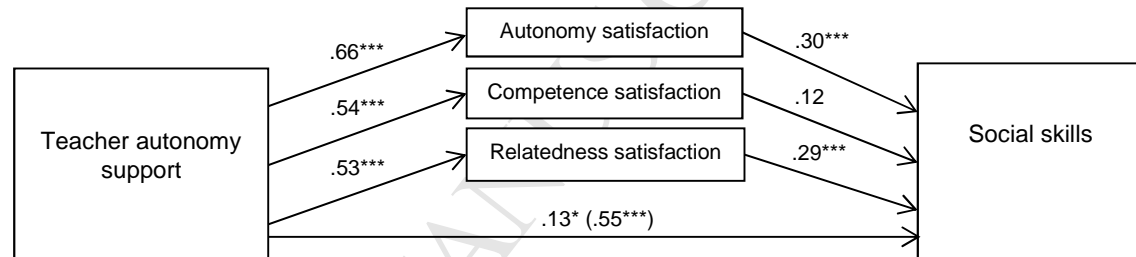 Autonomy satisfaction
.66***
.30***
Competence satisfaction
.54***
.12
Teacher autonomy
support
Social skills
Relatedness satisfaction
.53***
.29***
.13* (.55***)